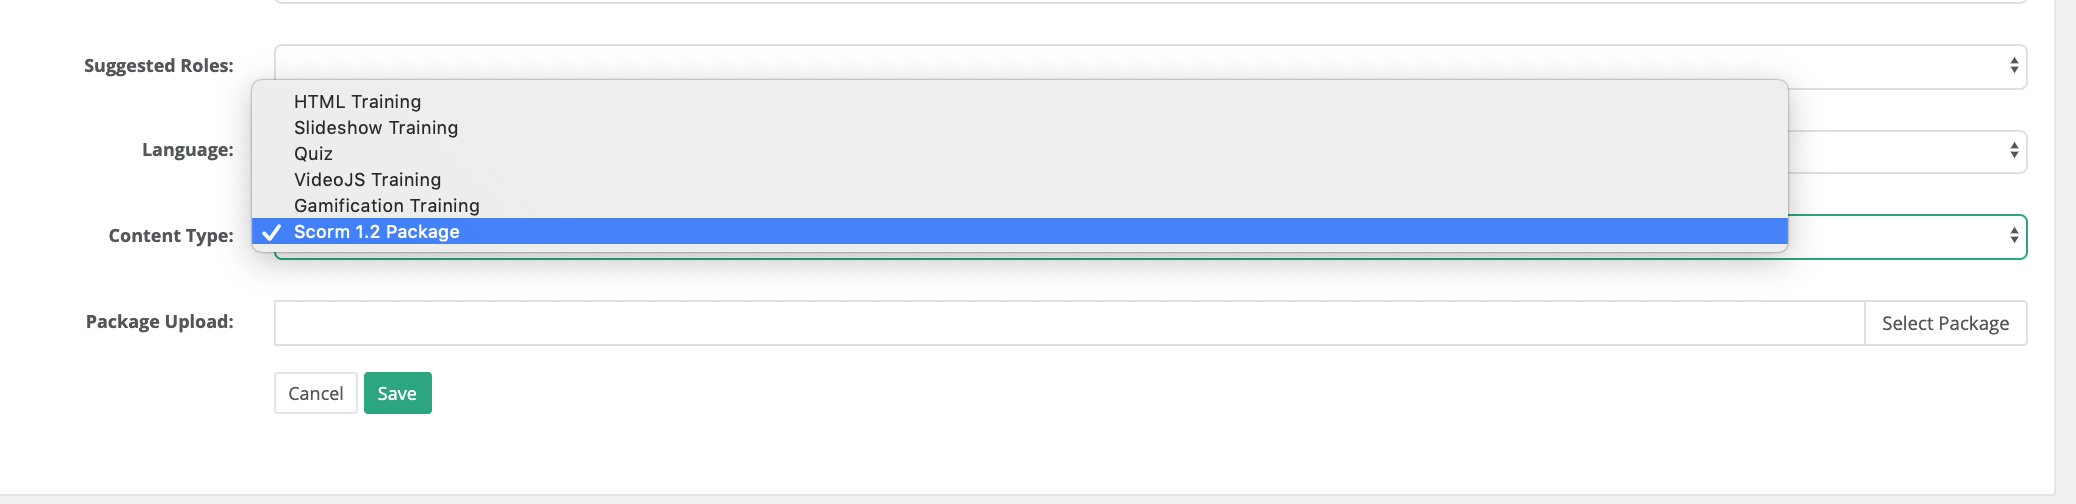 Suggested Roles:
HTML Training
Slideshow Training
Language:
Quiz
VideoJS Training
Gamification Training
Content Type:
Scorm 1.2 Package
Package Upload:
Select Package
Cancel
Save